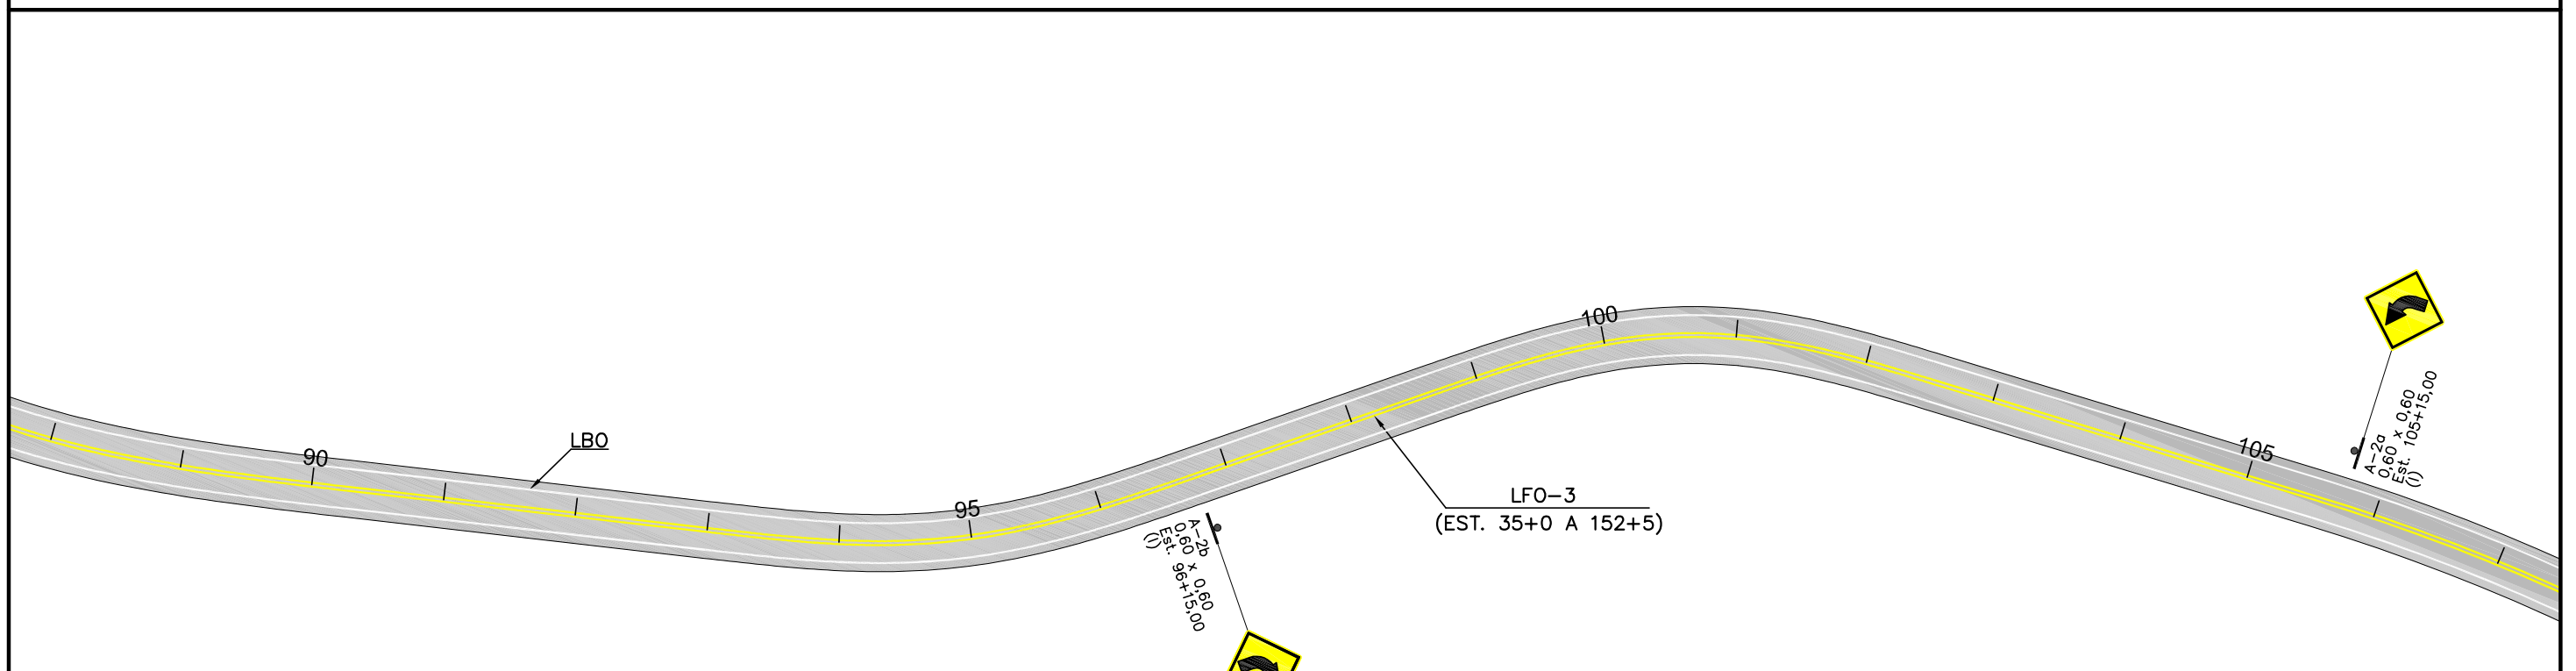 90
LBO
95
A-2b
0,60 x 0,60
Est. 96+15,00
(I)
100
LFO-3
(EST. 35+0 A 152+5)
105
A-2a
0,60 x 0,60
Est. 105+15,00
(I)